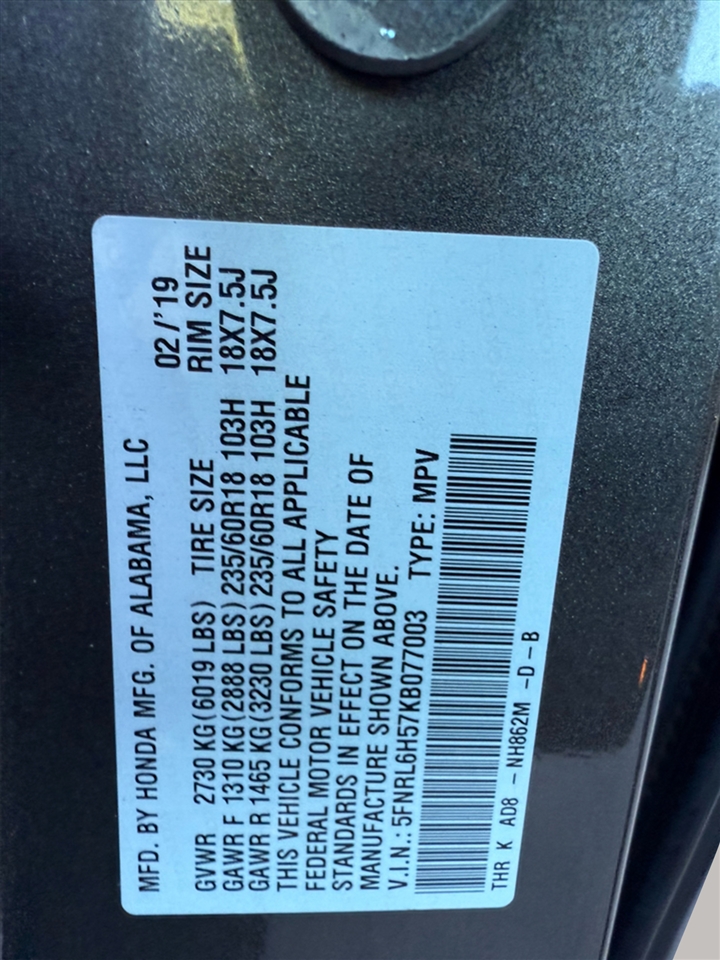 MFD. BY HONDA MFG. OF ALABAMA, LLC 02/'19
GVWR 2730 KG(6019 LBS) TIRE SIZE RIM SIZE
GAWR F 1310 KG(2888 LBS) 235/60R18 103H 18X7.5J
GAWR R 1465 KG(3230 LBS) 235/60R18 103H 18X7.5J
THIS VEHICLE CONFORMS TO ALL APPLICABLE
FEDERAL MOTOR VEHICLE SAFETY
STANDARDS IN EFFECT ON THE DATE OF
MANUFACTURE SHOWN ABOVE.
V.I.N.:5FNRL6H57KB077003 TYPE: MPV
THR K AD8 - NH862M -D-B